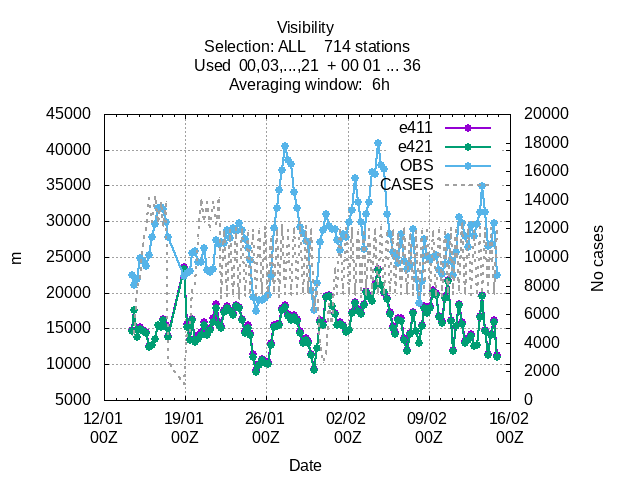 Visibility
Selection: ALL    714 stations
Used  00,03,...,21  + 00 01 ... 36
Averaging window:  6h
45000 20000
e411
40000 18000
e421
OBS 16000
35000 CASES
14000
30000 12000
25000 10000
m No cases
20000 8000
6000
15000 4000
10000 2000
5000 0
12/01 19/01 26/01 02/02 09/02 16/02
00Z 00Z 00Z 00Z 00Z 00Z
Date